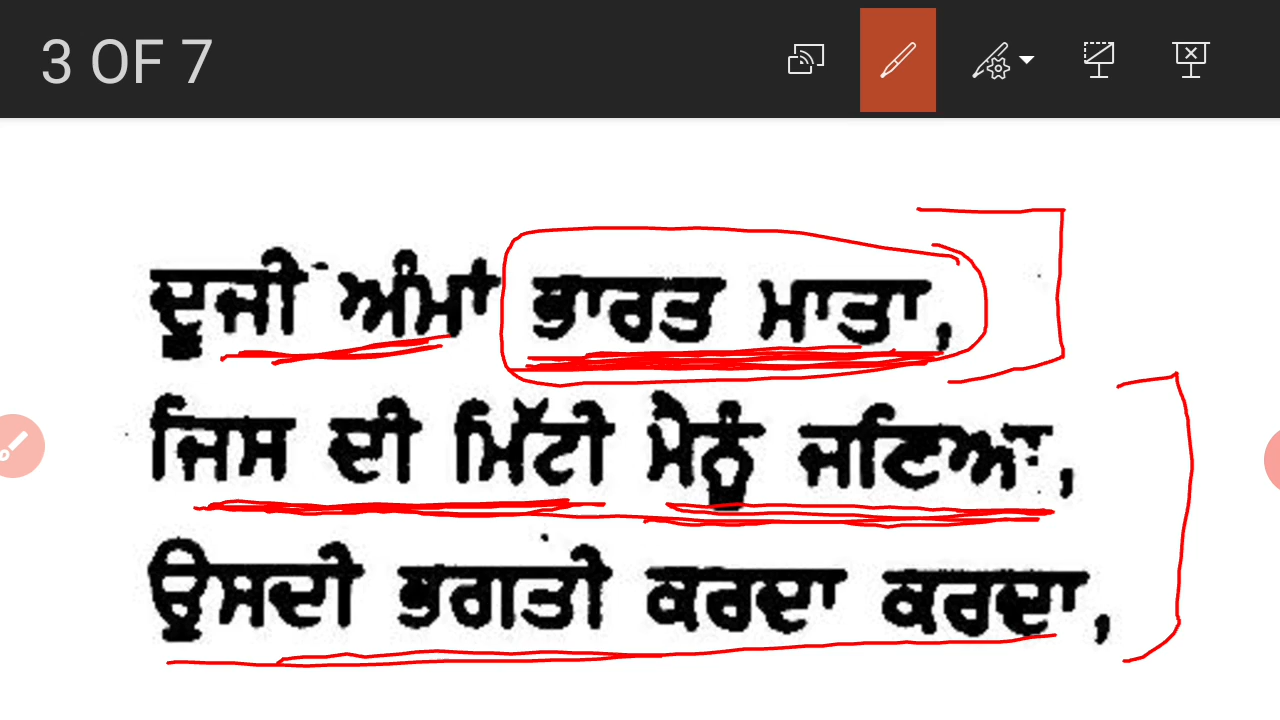 3 OF 7
ਦੂਜੀ ਅੰਮਾਂ ਭਾਰਤ ਮਾਤਾ,
ਜਿਸ ਦੀ ਮਿੱਟੀ ਮੈਨੂੰ ਜਣਿਆ,
ਉਸਦੀ ਭਗਤੀ ਕਰਦਾ ਕਰਦਾ,